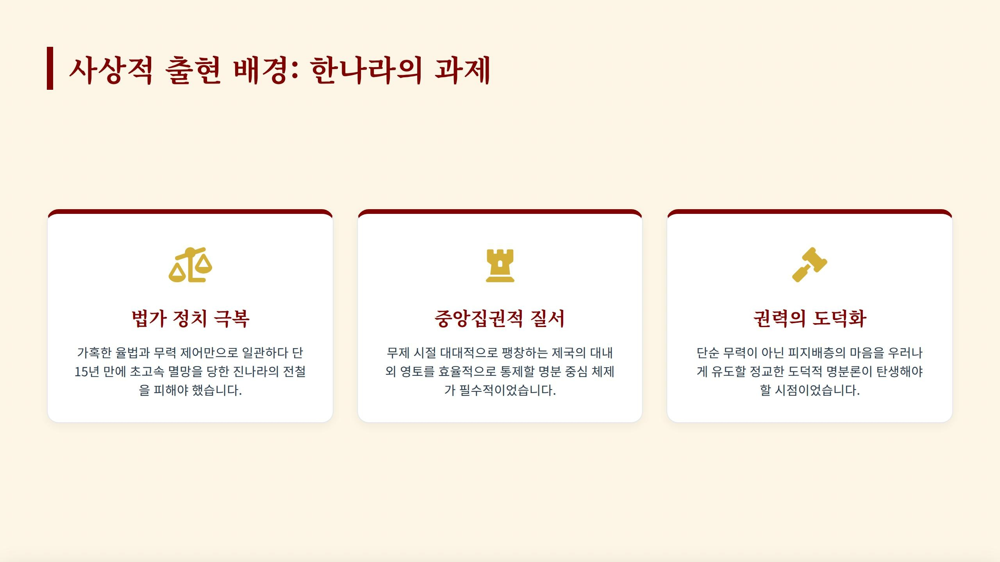 사상적 출현 배경: 한나라의 과제
법가 정치 극복
가혹한 율법과 무력 제어만으로 일관하다 단
15년 만에 초고속 멸망을 당한 진나라의 전철
을 피해야 했습니다.
중앙집권적 질서
무제 시절 대대적으로 팽창하는 제국의 대내
외 영토를 효율적으로 통제할 명분 중심 체제
가 필수적이었습니다.
권력의 도덕화
단순 무력이 아닌 피지배층의 마음을 우러나
게 유도할 정교한 도덕적 명분론이 탄생해야
할 시점이었습니다.